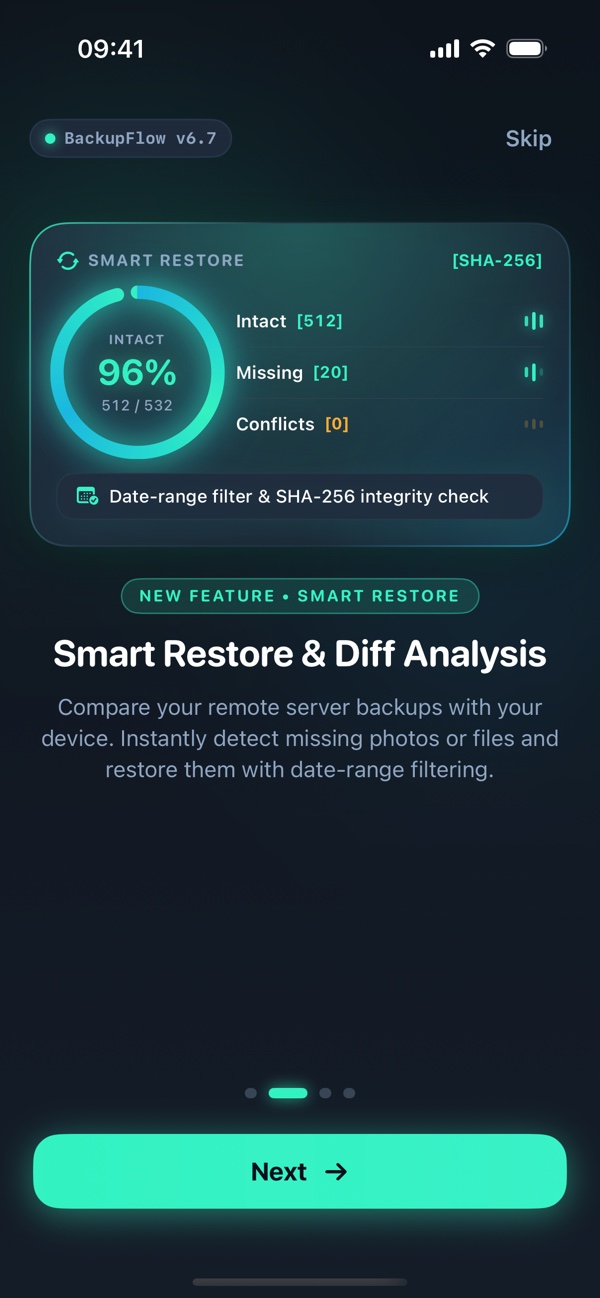 09:41
BackupFlow v6.7
Skip
SMART RESTORE
[SHA-256]
INTACT
96%
512 / 532
Intact [512]
Missing [20]
Conflicts [0]
Date-range filter & SHA-256 integrity check
NEW FEATURE • SMART RESTORE
Smart Restore & Diff Analysis
Compare your remote server backups with your
device. Instantly detect missing photos or files and
restore them with date-range filtering.
Next →